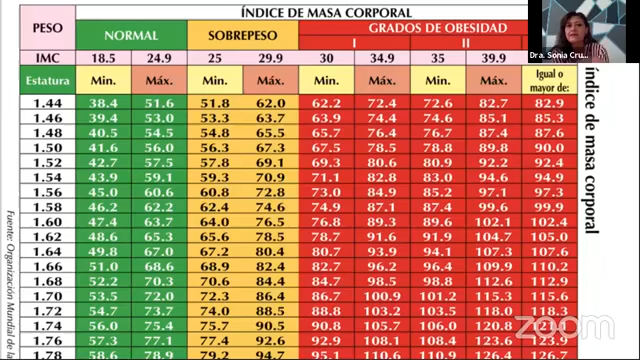 ÍNDICE DE MASA CORPORAL
PESO NORMAL SOBREPESO GRADOS DE OBESIDAD
I II
IMC 18.5 24.9 25 29.9 30 34.9 35 39.9
Estatura Min. Máx. Min. Máx. Min. Máx. Min. Máx. Igual o mayor de:
1.44 38.4 51.6 51.8 62.0 62.2 72.4 72.6 82.7 82.9
1.46 39.4 53.0 53.3 63.7 63.9 74.4 74.6 85.1 85.3
1.48 40.5 54.5 54.8 65.5 65.7 76.4 76.7 87.4 87.6
1.50 41.6 56.0 56.3 67.3 67.5 78.5 78.8 89.8 90.0
1.52 42.7 57.5 57.8 69.1 69.3 80.6 80.9 92.2 92.4
1.54 43.9 59.1 59.3 70.9 71.1 82.8 83.0 94.6 94.9
1.56 45.0 60.6 60.8 72.8 73.0 84.9 85.2 97.1 97.3
1.58 46.2 62.2 62.4 74.6 74.9 87.1 87.4 99.6 99.9
1.60 47.4 63.7 64.0 76.5 76.8 89.3 89.6 102.1 102.4
1.62 48.6 65.3 65.6 78.5 78.7 91.6 91.9 104.7 105.0
1.64 49.8 67.0 67.2 80.4 80.7 93.9 94.1 107.3 107.6
1.66 51.0 68.6 68.9 82.4 82.7 96.2 96.4 109.9 110.2
1.68 52.2 70.3 70.6 84.4 84.7 98.5 98.8 112.6 112.9
1.70 53.5 72.0 72.3 86.4 86.7 100.9 101.2 115.3 115.6
1.72 54.7 73.7 74.0 88.5 88.8 103.2 103.5 118.0 118.3
1.74 56.0 75.4 75.7 90.5 90.8 105.7 106.0 120.8
1.76 57.3 77.1 77.4 92.6 92.9 108.1 108.4 123.6 123.9
1.78 58.6 78.9 79.2 94.7 95.1 110.6 110.9 126.4 126.7
Fuente: Organización Mundial de la
índice de masa corporal
Dra. Sonia Cru...
zoom